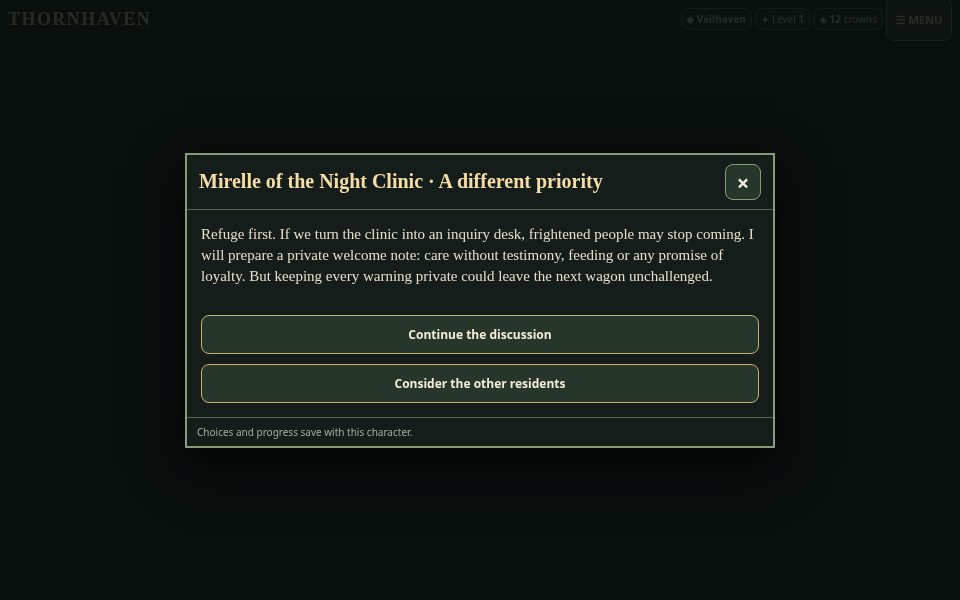 THORNHAVEN
◆ Veilhaven
✦ Level 1
◈ 12 crowns
☰ MENU
Mirelle of the Night Clinic · A different priority
×
Refuge first. If we turn the clinic into an inquiry desk, frightened people may stop coming. I
will prepare a private welcome note: care without testimony, feeding or any promise of
loyalty. But keeping every warning private could leave the next wagon unchallenged.
Continue the discussion
Consider the other residents
Choices and progress save with this character.